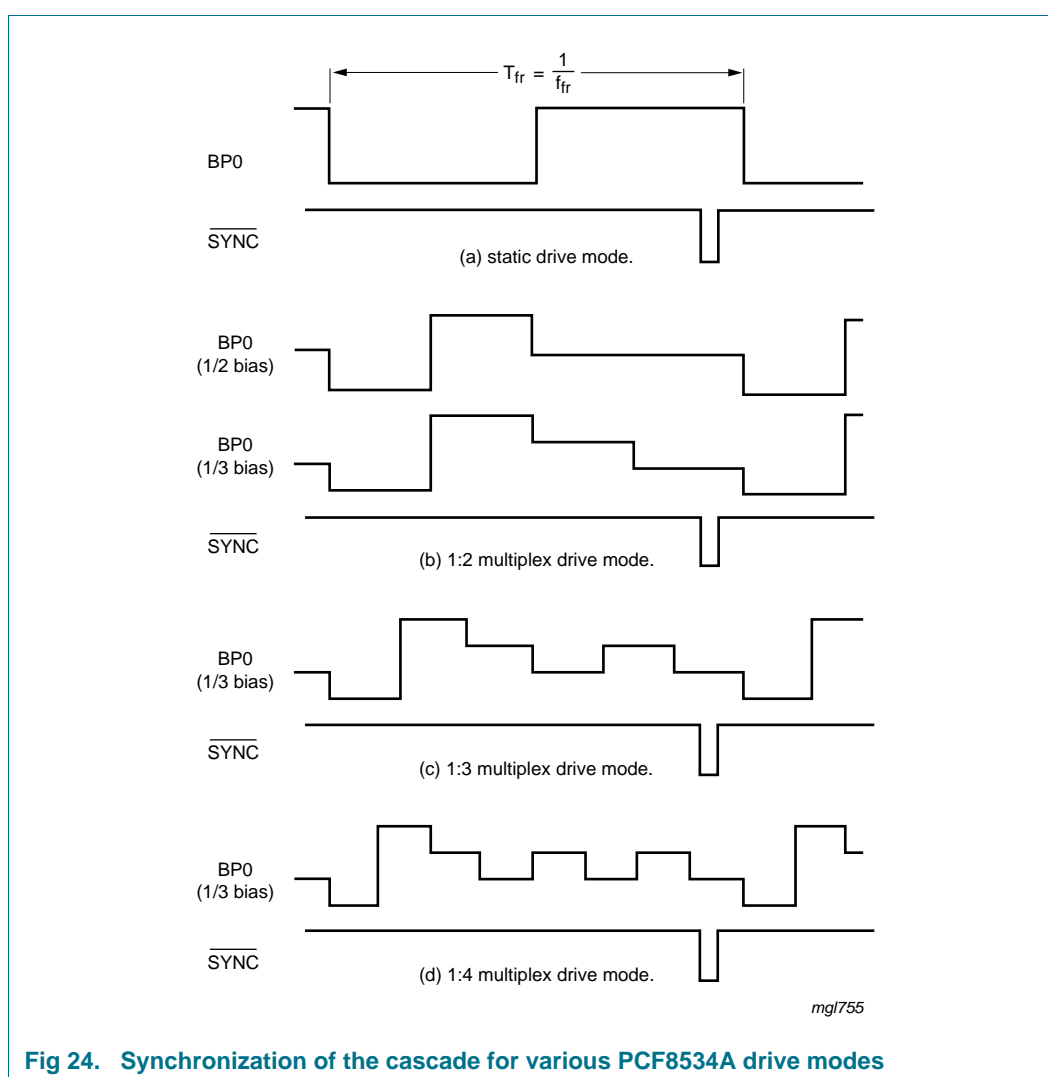 Tfr = 1
ffr
BP0
SYNC
(a) static drive mode.
BP0
(1/2 bias)
BP0
(1/3 bias)
SYNC
(b) 1:2 multiplex drive mode.
BP0
(1/3 bias)
SYNC
(c) 1:3 multiplex drive mode.
BP0
(1/3 bias)
SYNC
(d) 1:4 multiplex drive mode.
mgl755
Fig 24. Synchronization of the cascade for various PCF8534A drive modes